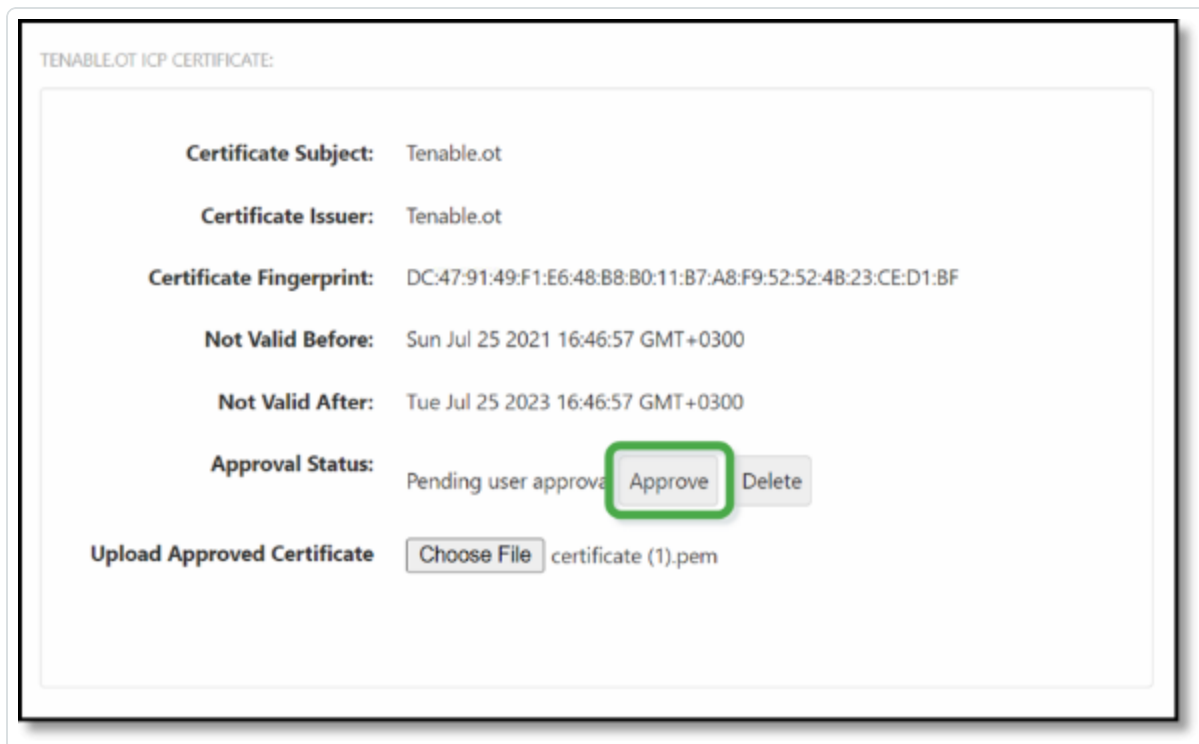 TENABLE.OT ICP CERTIFICATE:
Certificate Subject: Tenable.ot
Certificate Issuer: Tenable.ot
Certificate Fingerprint: DC:47:91:49:F1:E6:48:B8:B0:11:B7:A8:F9:52:52:4B:23:CE:D1:BF
Not Valid Before: Sun Jul 25 2021 16:46:57 GMT+0300
Not Valid After: Tue Jul 25 2023 16:46:57 GMT+0300
Approval Status: Pending user approva Approve Delete
Upload Approved Certificate Choose File certificate (1).pem